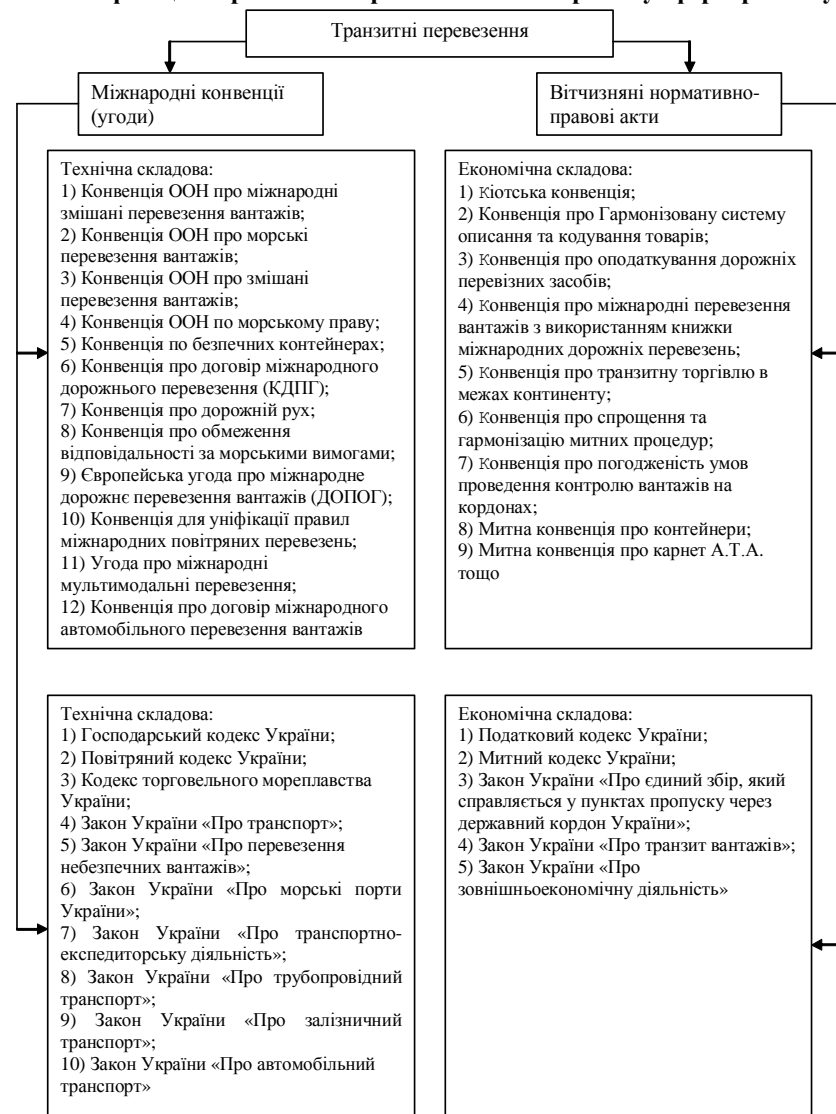 Транзитні перевезення
Міжнародні конвенції
(угоди)
Вітчизняні нормативно-
правові акти
Технічна складова:
1) Конвенція ООН про міжнародні
змішані перевезення вантажів;
2) Конвенція ООН про морські
перевезення вантажів;
3) Конвенція ООН про змішані
перевезення вантажів;
4) Конвенція ООН по морському праву;
5) Конвенція по безпечних контейнерах;
6) Конвенція про договір міжнародного
дорожнього перевезення (КДПГ);
7) Конвенція про дорожній рух;
8) Конвенція про обмеження
відповідальності за морськими вимогами;
9) Європейська угода про міжнародне
дорожнє перевезення вантажів (ДОПОГ);
10) Конвенція для уніфікації правил
міжнародних повітряних перевезень;
11) Угода про міжнародні
мультимодальні перевезення;
12) Конвенція про договір міжнародного
автомобільного перевезення вантажів
Економічна складова:
1) Кіотська конвенція;
2) Конвенція про Гармонізовану систему
описання та кодування товарів;
3) Конвенція про оподаткування дорожніх
перевізних засобів;
4) Конвенція про міжнародні перевезення
вантажів з використанням книжки
міжнародних дорожніх перевезень;
5) Конвенція про транзитну торгівлю в
межах континенту;
6) Конвенція про спрощення та
гармонізацію митних процедур;
7) Конвенція про погодженість умов
проведення контролю вантажів на
кордонах;
8) Митна конвенція про контейнери;
9) Митна конвенція про карнет А.Т.А.
тощо
Технічна складова:
1) Господарський кодекс України;
2) Повітряний кодекс України;
3) Кодекс торговельного мореплавства
України;
4) Закон України «Про транспорт»;
5) Закон України «Про перевезення
небезпечних вантажів»;
6) Закон України «Про морські порти
України»;
7) Закон України «Про транспортно-
експедиторську діяльність»;
8) Закон України «Про трубопровідний
транспорт»;
9) Закон України «Про залізничний
транспорт»;
10) Закон України «Про автомобільний
транспорт»
Економічна складова:
1) Податковий кодекс України;
2) Митний кодекс України;
3) Закон України «Про єдиний збір, який
справляється у пунктах пропуску через
державний кордон України»;
4) Закон України «Про транзит вантажів»;
5) Закон України «Про
зовнішньоекономічну діяльність»